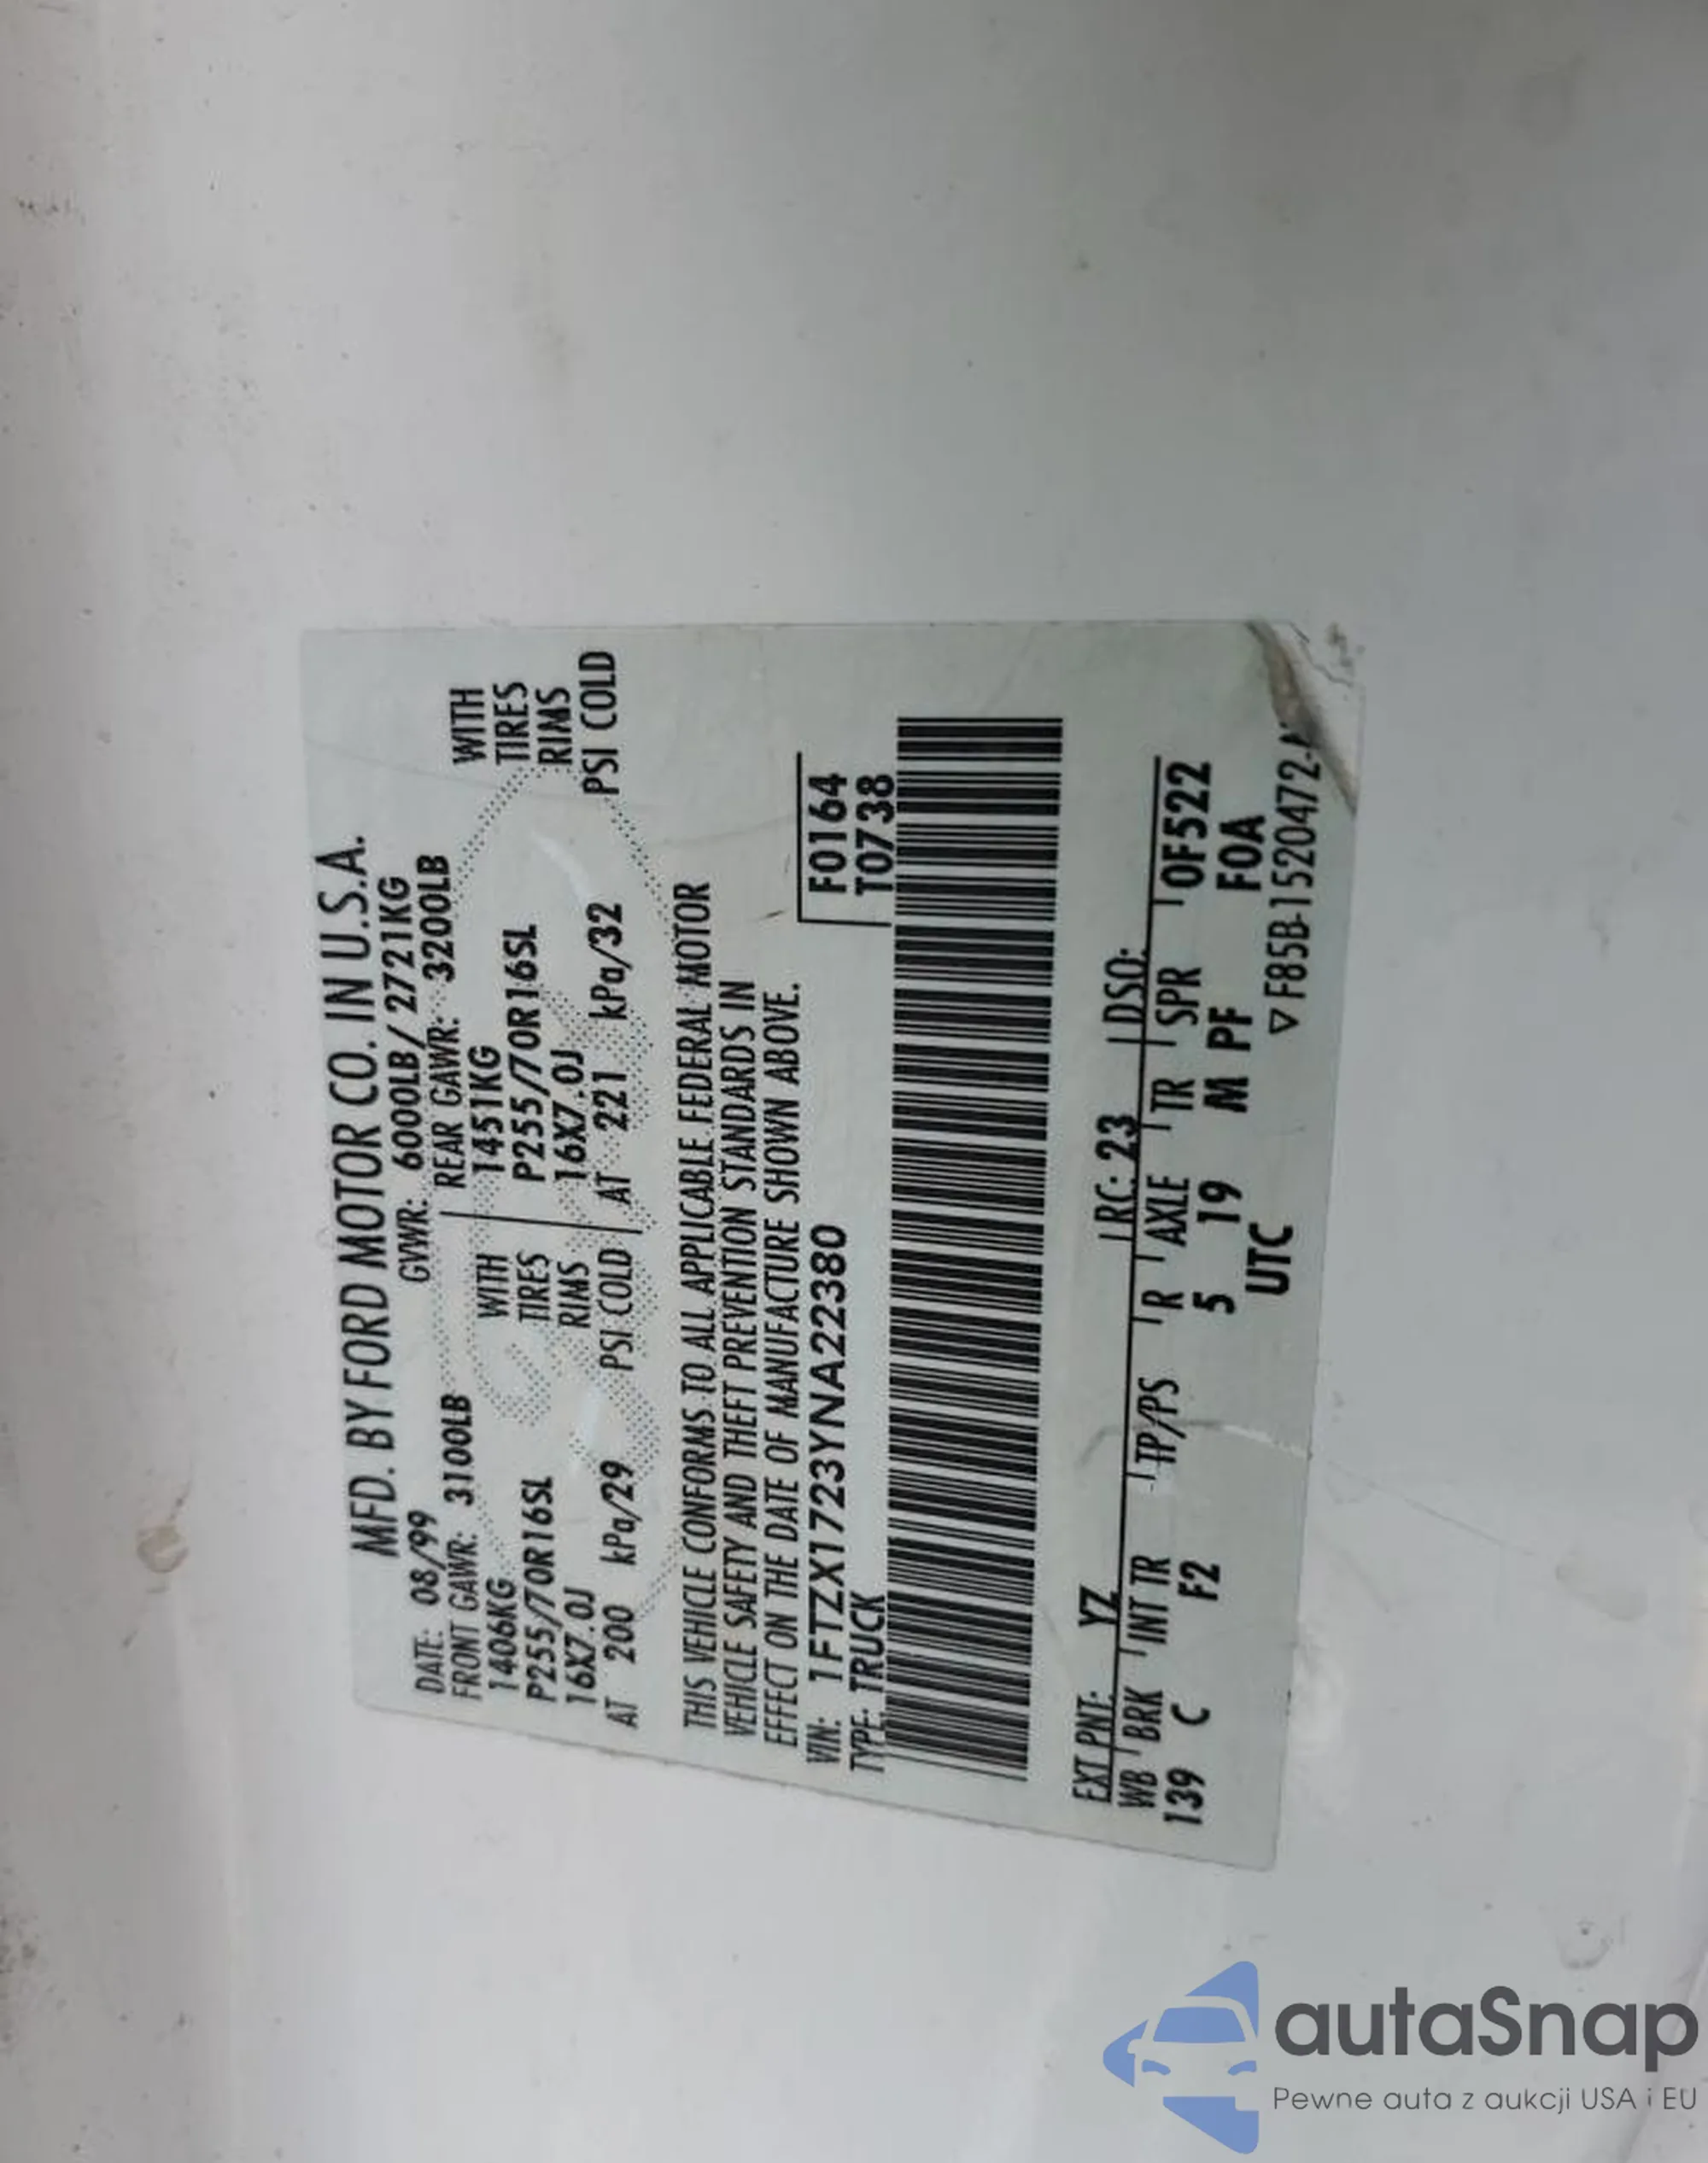 MFD. BY FORD MOTOR CO. IN U.S.A.
DATE: 08/99 GVWR: 6000LB/ 2721KG
FRONT GAWR: 3100LB REAR GAWR: 3200LB
1406KG WITH 1451KG WITH
P255/70R16SL TIRES P255/70R16SL TIRES
16X7.0J RIMS 16X7.0J RIMS
AT 200 kPa/29 PSI COLD AT 221 kPa/32 PSI COLD
THIS VEHICLE CONFORMS TO ALL APPLICABLE FEDERAL MOTOR
VEHICLE SAFETY AND THEFT PREVENTION STANDARDS IN
EFFECT ON THE DATE OF MANUFACTURE SHOWN ABOVE.
VIN: 1FTZX1723YNA22380 F0164
TYPE: TRUCK T0738
EXT PNT: YZ RC: 23 DSO:
WB BRK INT TR TP/PS R AXLE TR SPR 0F522
139 C F2 5 19 M PF F0A
UTC
▽ F85B-1520472-
autaSnap
Pewne auta z aukcji USA i EU